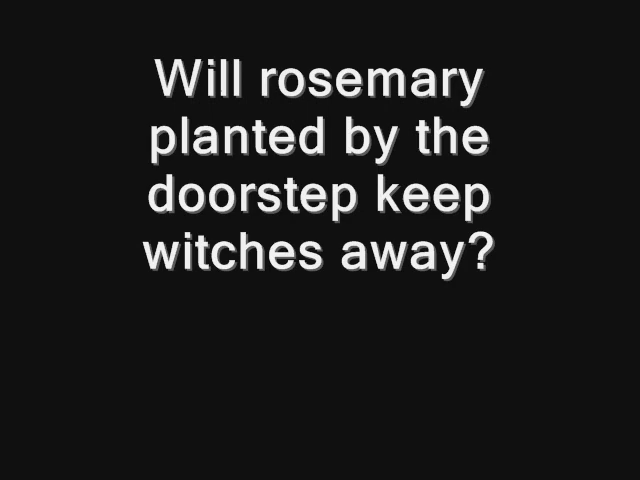 Will rosemary
planted by the
doorstep keep
witches away?